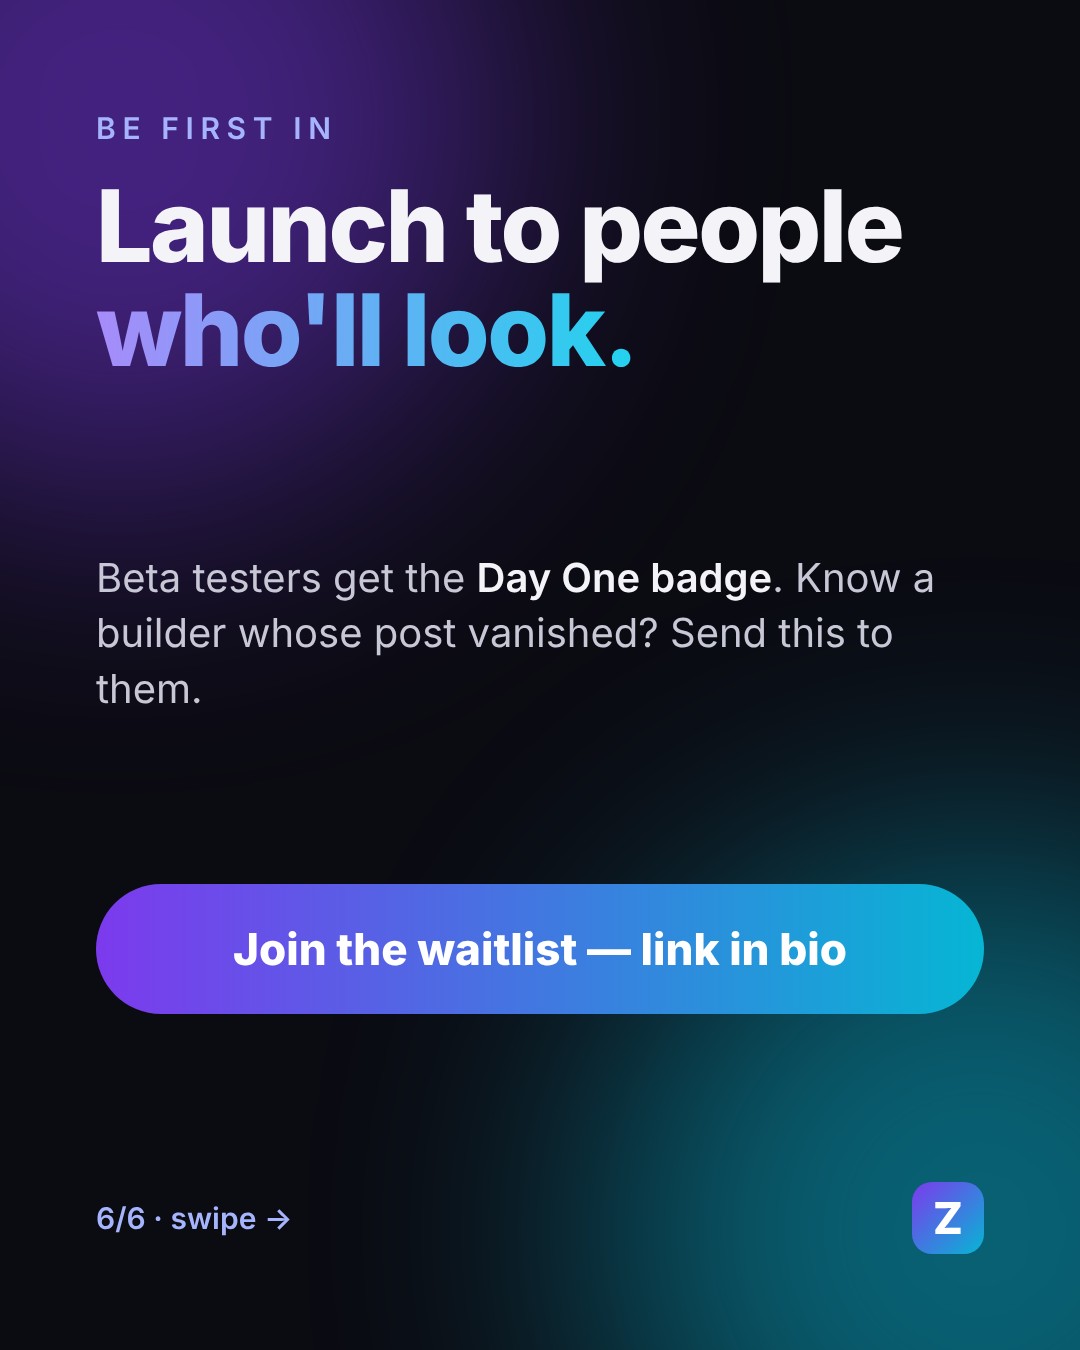 BE FIRST IN
Launch to people
who'll look.
Beta testers get the Day One badge. Know a
builder whose post vanished? Send this to
them.
Join the waitlist — link in bio
6/6 · swipe →
Z